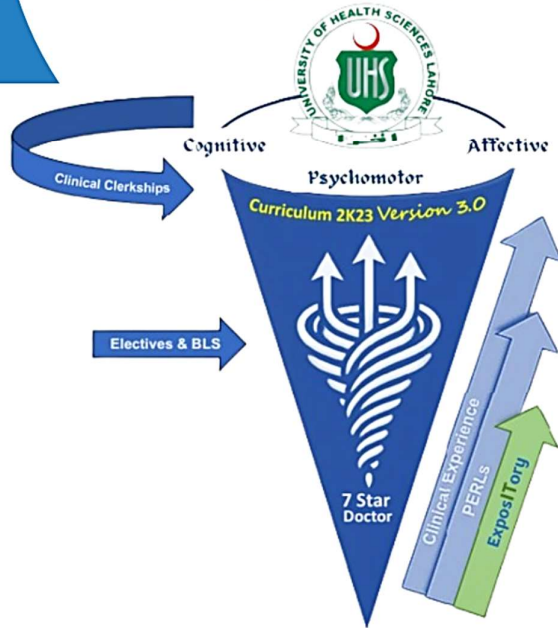 UNIVERSITY OF HEALTH SCIENCES LAHORE
UHS
Cognitive
Affective
Psychomotor
Clinical Clerkships
Curriculum 2K23 Version 3.0
Electives & BLS
7 Star
Doctor
Clinical Experience
PERLs
ExposITory